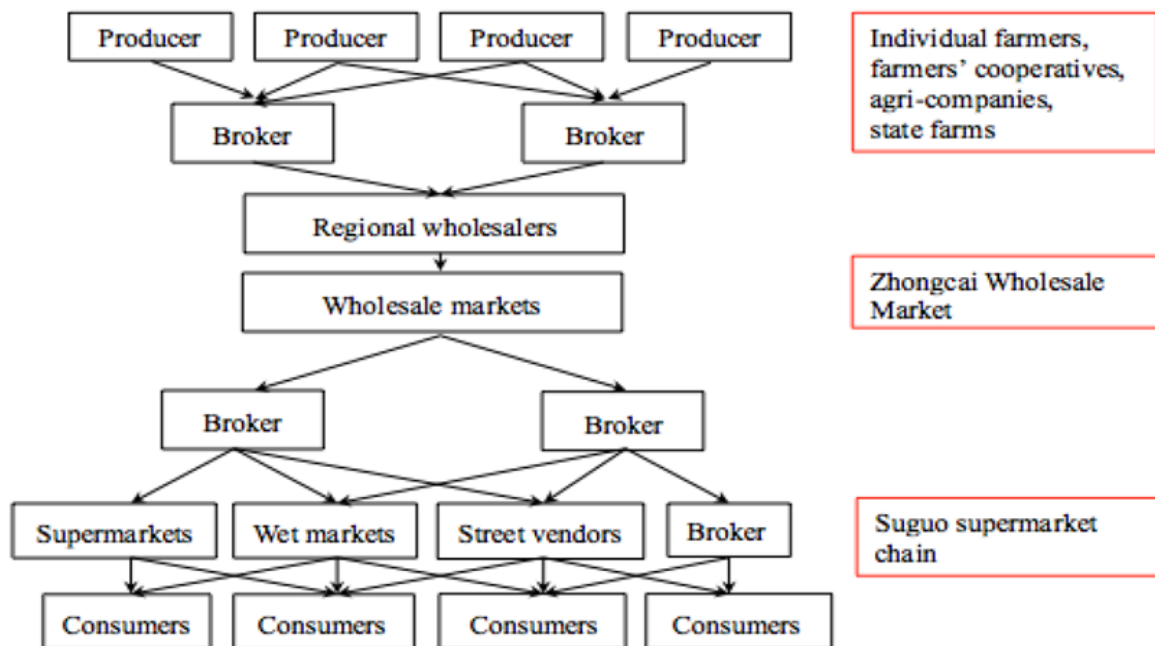 Producer
Producer
Producer
Producer
Individual farmers,
farmers’ cooperatives,
agri-companies,
state farms
Broker
Broker
Regional wholesalers
Wholesale markets
Zhongcai Wholesale
Market
Broker
Broker
Supermarkets
Wet markets
Street vendors
Broker
Suguo supermarket
chain
Consumers
Consumers
Consumers
Consumers